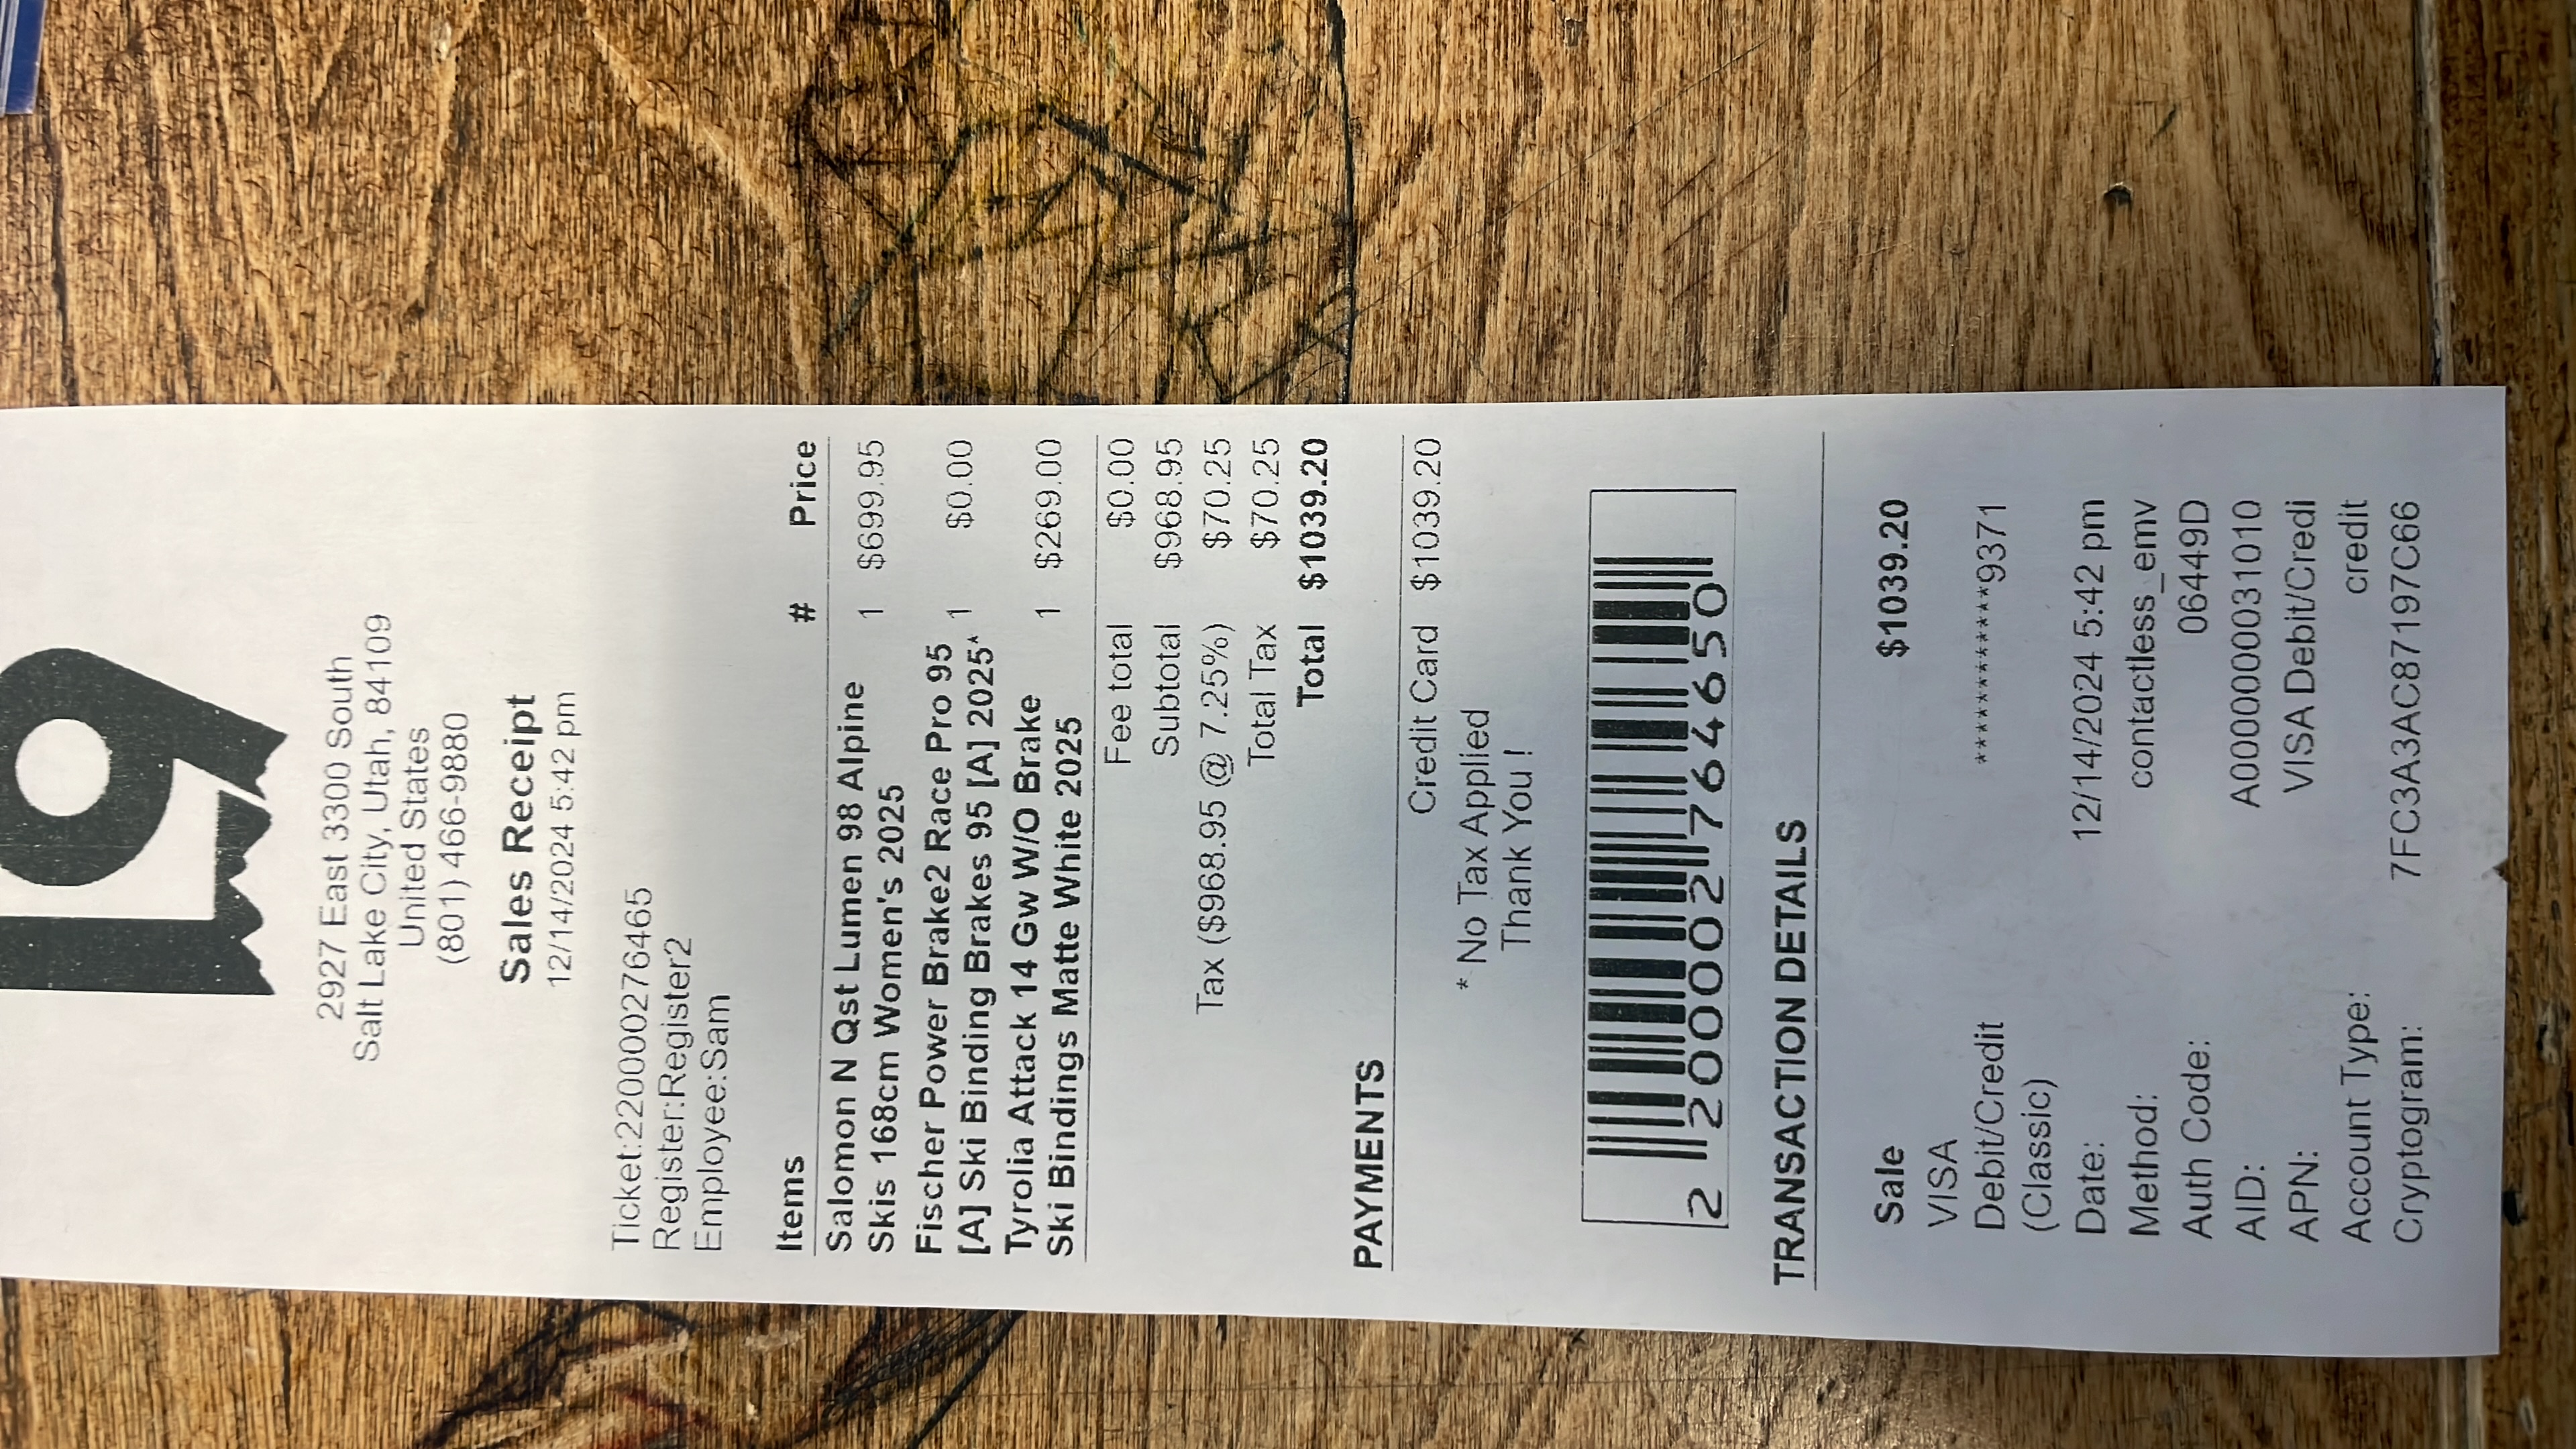 2927 East 3300 South
Salt Lake City, Utah, 84109
United States
(801) 466-9880
Sales Receipt
12/14/2024 5:42 pm
Ticket:220000276465
Register:Register2
Employee:Sam
Items # Price
Salomon N Qst Lumen 98 Alpine 1 $699.95
Skis 168cm Women's 2025
Fischer Power Brake2 Race Pro 95 1 $0.00
[A] Ski Binding Brakes 95 [A] 2025*
Tyrolia Attack 14 Gw W/O Brake 1 $269.00
Ski Bindings Matte White 2025
Fee total $0.00
Subtotal $968.95
Tax ($968.95 @ 7.25%) $70.25
Total Tax $70.25
Total $1039.20
PAYMENTS
Credit Card $1039.20
* No Tax Applied
Thank You !
2 200002 764650
TRANSACTION DETAILS
Sale $1039.20
VISA
Debit/Credit ************9371
(Classic)
Date: 12/14/2024 5:42 pm
Method: contactless_emv
Auth Code: 06449D
AID: A0000000031010
APN: VISA Debit/Credi
Account Type: credit
Cryptogram: 7FC3A3AC87197C66